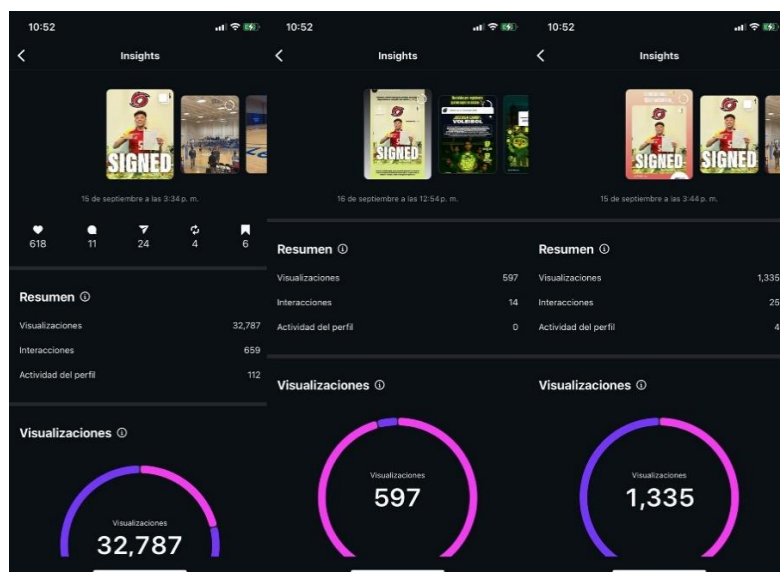 10:52
Insights
SIGNED
15 de septiembre a las 3:34 p. m.
618
11
24
4
6
Resumen
Visualizaciones 32,787
Interacciones 659
Actividad del perfil 112
Visualizaciones
Visualizaciones
32,787
10:52
Insights
SIGNED
VOLEIBOL
16 de septiembre a las 12:54 p. m.
Resumen
Visualizaciones 597
Interacciones 14
Actividad del perfil 0
Visualizaciones
Visualizaciones
597
10:52
Insights
SIGNED
SIGNED
15 de septiembre a las 3:44 p. m.
Resumen
Visualizaciones 1,335
Interacciones 25
Actividad del perfil 4
Visualizaciones
Visualizaciones
1,335